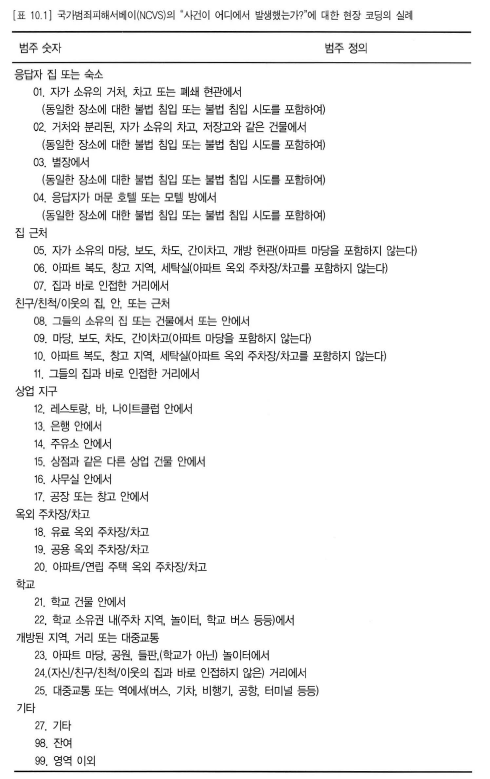 [표 10.1] 국가범죄피해서베이(NCVS)의 “사건이 어디에서 발생했는가?”에 대한 현장 코딩의 실례
범주 숫자 범주 정의
응답자 집 또는 숙소
01. 자가 소유의 거처, 차고 또는 폐쇄 현관에서
(동일한 장소에 대한 불법 침입 또는 불법 침입 시도를 포함하여)
02. 거처와 분리된, 자가 소유의 차고, 저장고와 같은 건물에서
(동일한 장소에 대한 불법 침입 또는 불법 침입 시도를 포함하여)
03. 별장에서
(동일한 장소에 대한 불법 침입 또는 불법 침입 시도를 포함하여)
04. 응답자가 머문 호텔 또는 모텔 방에서
(동일한 장소에 대한 불법 침입 또는 불법 침입 시도를 포함하여)
집 근처
05. 자가 소유의 마당, 보도, 차도, 간이차고, 개방 현관(아파트 마당을 포함하지 않는다)
06. 아파트 복도, 창고 지역, 세탁실(아파트 옥외 주차장/차고를 포함하지 않는다)
07. 집과 바로 인접한 거리에서
친구/친척/이웃의 집, 안, 또는 근처
08. 그들의 소유의 집 또는 건물에서 또는 안에서
09. 마당, 보도, 차도, 간이차고(아파트 마당을 포함하지 않는다)
10. 아파트 복도, 창고 지역, 세탁실(아파트 옥외 주차장/차고를 포함하지 않는다)
11. 그들의 집과 바로 인접한 거리에서
상업 지구
12. 레스토랑, 바, 나이트클럽 안에서
13. 은행 안에서
14. 주유소 안에서
15. 상점과 같은 다른 상업 건물 안에서
16. 사무실 안에서
17. 공장 또는 창고 안에서
옥외 주차장/차고
18. 유료 옥외 주차장/차고
19. 공용 옥외 주차장/차고
20. 아파트/연립 주택 옥외 주차장/차고
학교
21. 학교 건물 안에서
22. 학교 소유권 내(주차 지역, 놀이터, 학교 버스 등등)에서
개방된 지역, 거리 또는 대중교통
23. 아파트 마당, 공원, 들판,(학교가 아닌) 놀이터에서
24.(자신/친구/친척/이웃의 집과 바로 인접하지 않은) 거리에서
25. 대중교통 또는 역에서(버스, 기차, 비행기, 공항, 터미널 등등)
기타
27. 기타
98. 잔여
99. 영역 이외